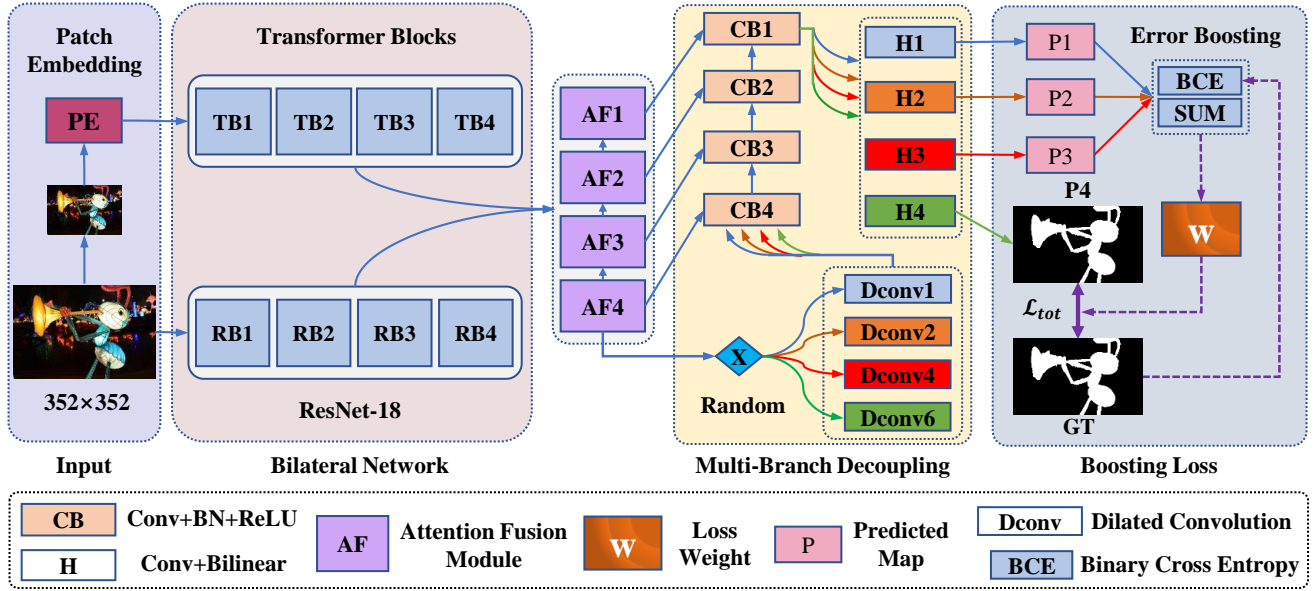 Patch
Embedding
PE
352×352
Input
Transformer Blocks
TB1 TB2 TB3 TB4
RB1 RB2 RB3 RB4
ResNet-18
Bilateral Network
AF1
AF2
AF3
AF4
CB1
CB2
CB3
CB4
H1
H2
H3
H4
X
Random
Dconv1
Dconv2
Dconv4
Dconv6
Multi-Branch Decoupling
Error Boosting
P1
P2
P3
P4
BCE
SUM
W
ℒtot
GT
Boosting Loss
CB Conv+BN+ReLU
H Conv+Bilinear
AF Attention Fusion
Module
W Loss
Weight
P Predicted
Map
Dconv Dilated Convolution
BCE Binary Cross Entropy